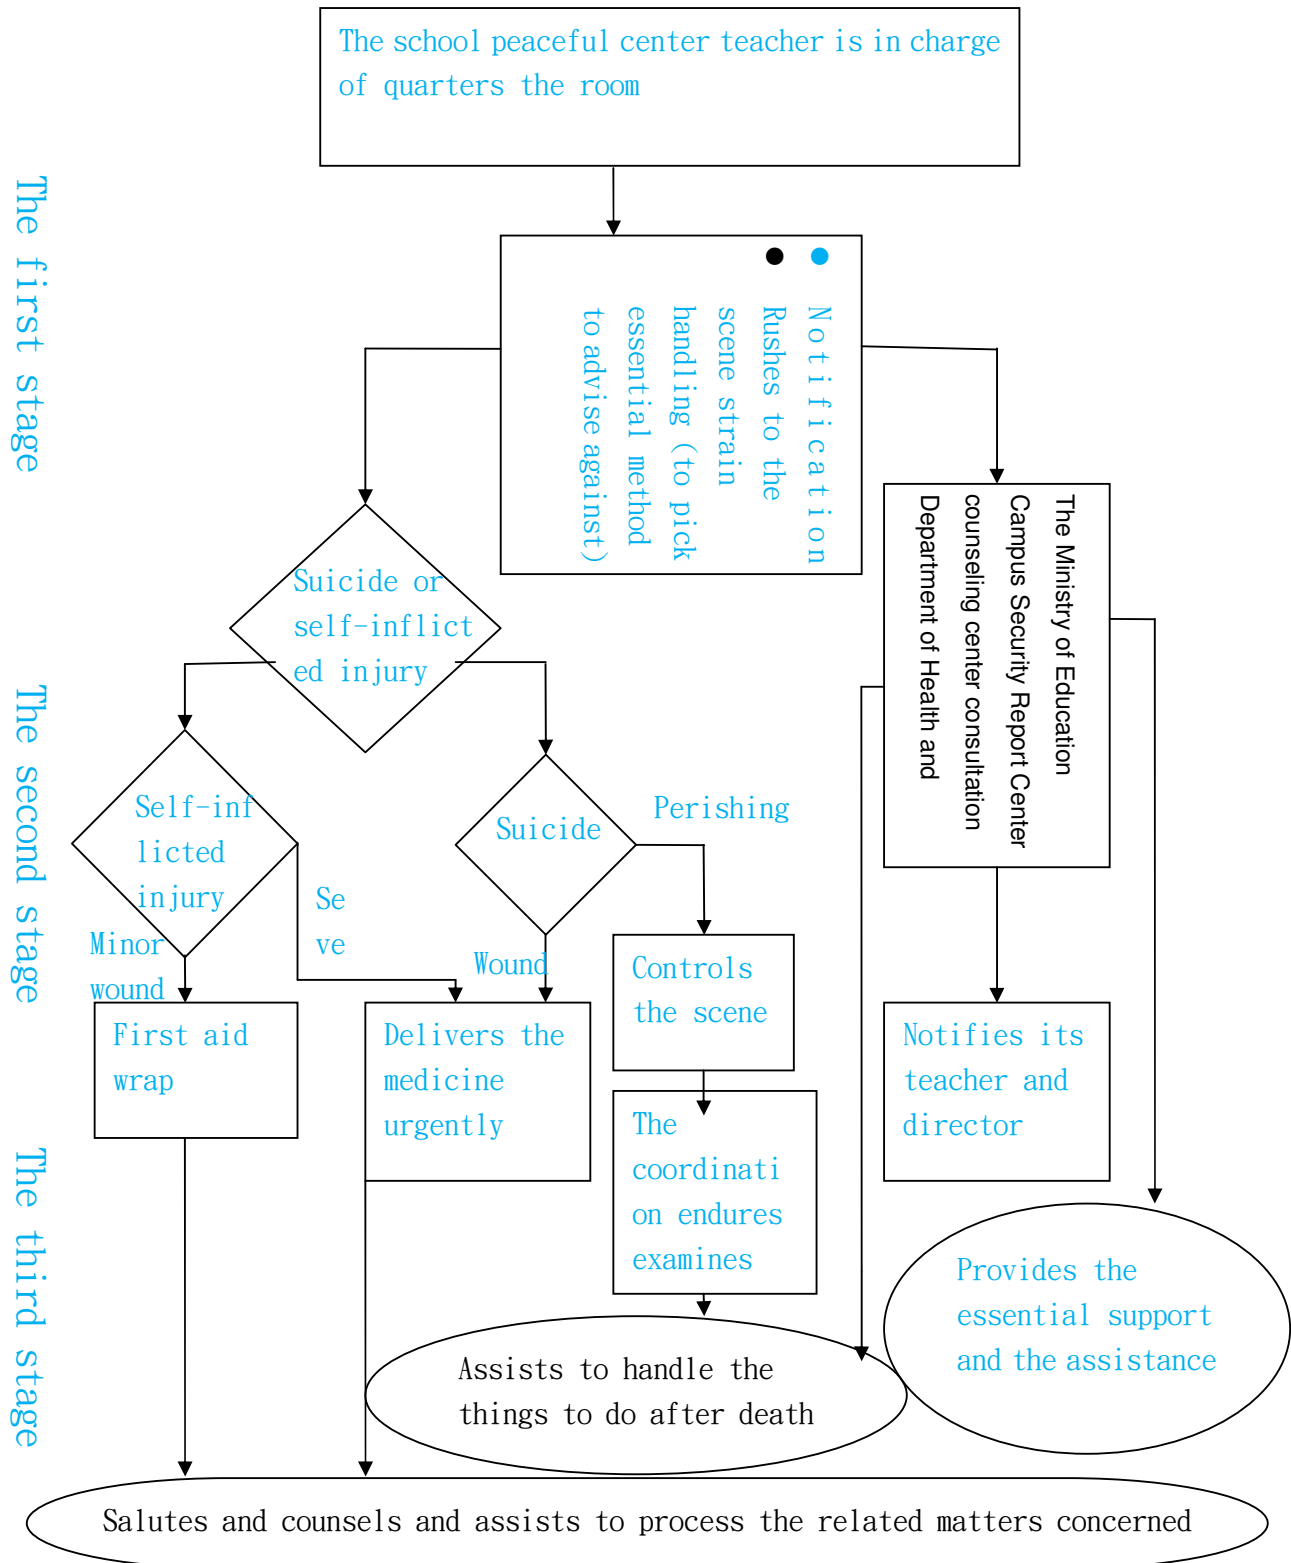 The school peaceful center teacher is in charge
of quarters the room
The first stage
Notification
Rushes to the
scene strain
handling (to pick
essential method
to advise against)
The Ministry of Education
Campus Security Report Center
counseling center consultation
Department of Health and
Suicide or
self-inflict
ed injury
The second stage
Self-inf
licted
injury
Suicide
Perishing
Se
ve
Minor
wound
Wound
Controls
the scene
First aid
wrap
Delivers the
medicine
urgently
Notifies its
teacher and
director
The
coordinati
on endures
examines
The third stage
Provides the
essential support
and the assistance
Assists to handle the
things to do after death
Salutes and counsels and assists to process the related matters concerned